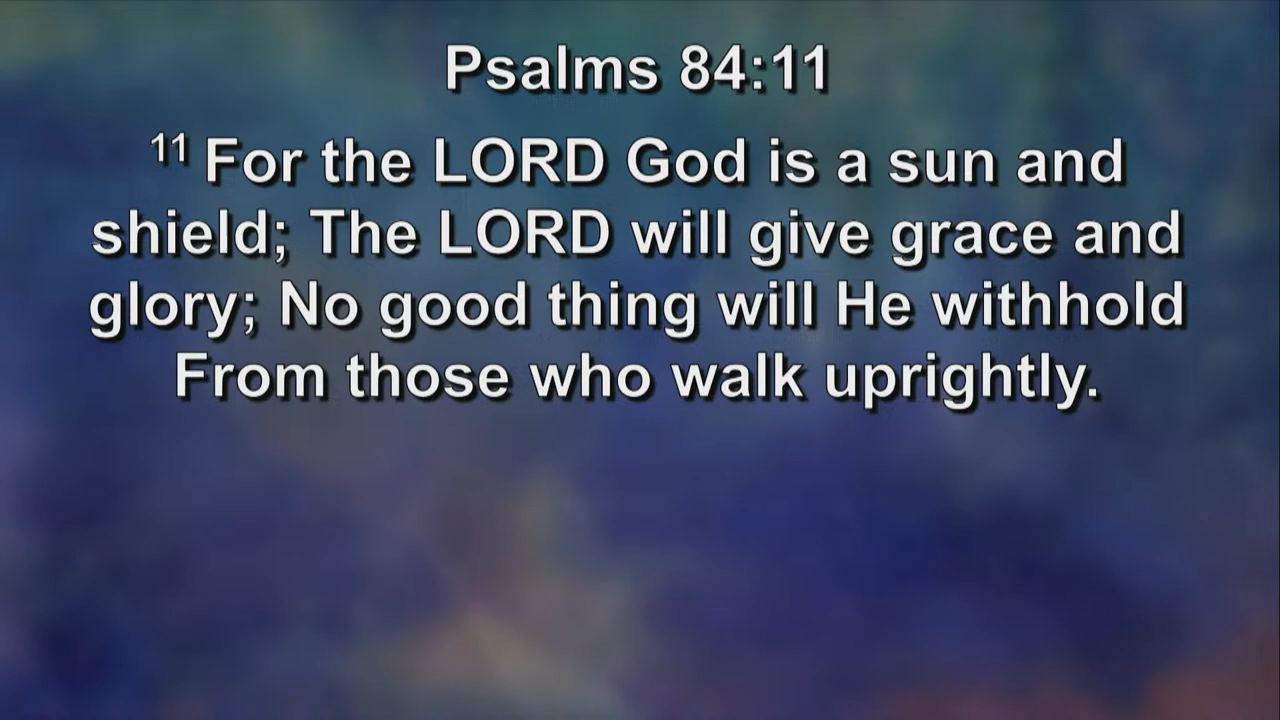 Psalms 84:11
11 For the LORD God is a sun and
shield; The LORD will give grace and
glory; No good thing will He withhold
From those who walk uprightly.